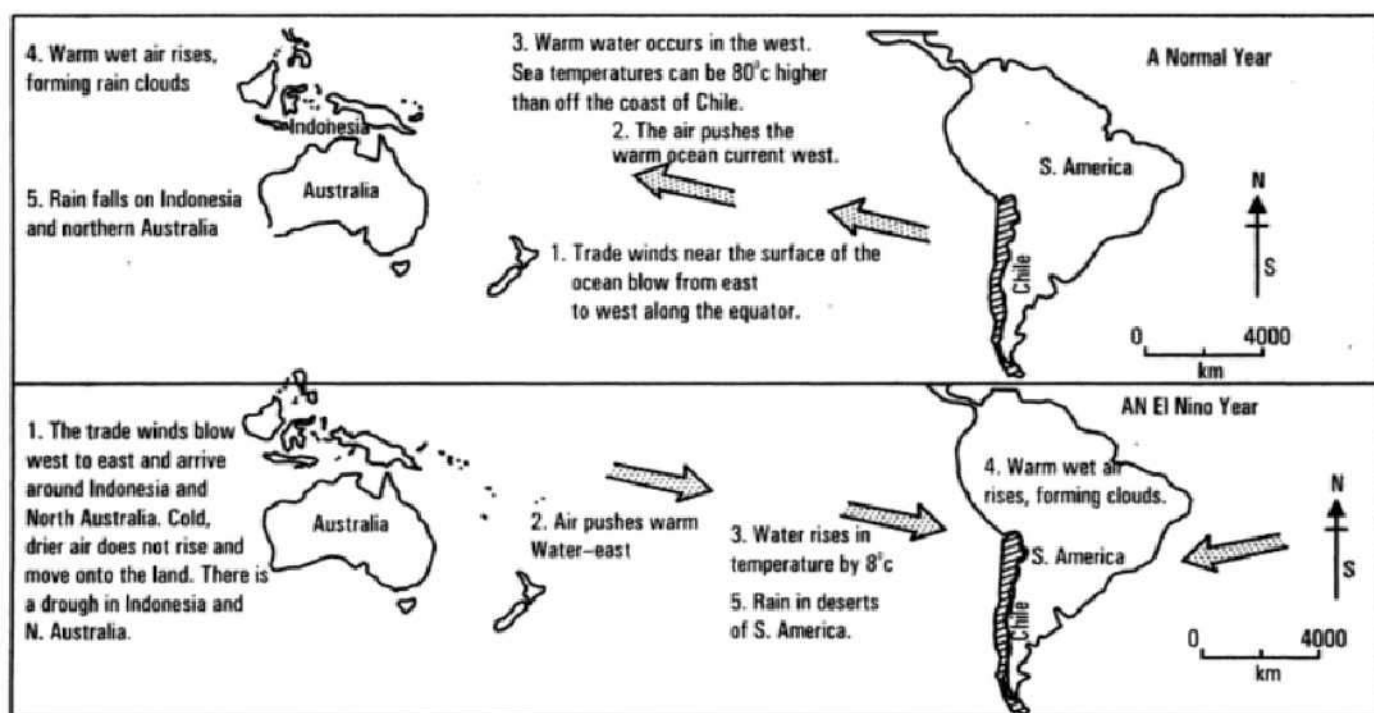 4. Warm wet air rises,
forming rain clouds
Indonesia
5. Rain falls on Indonesia
and northern Australia
Australia
3. Warm water occurs in the west.
Sea temperatures can be 80°c higher
than off the coast of Chile.
2. The air pushes the
warm ocean current west.
1. Trade winds near the surface of the
ocean blow from east
to west along the equator.
A Normal Year
S. America
Chile
N
S
0 4000
km
1. The trade winds blow
west to east and arrive
around Indonesia and
North Australia. Cold,
drier air does not rise and
move onto the land. There is
a drough in Indonesia and
N. Australia.
Australia
2. Air pushes warm
Water-east
3. Water rises in
temperature by 8°c
5. Rain in deserts
of S. America.
AN El Nino Year
4. Warm wet air
rises, forming clouds.
S. America
Chile
N
S
0 4000
km